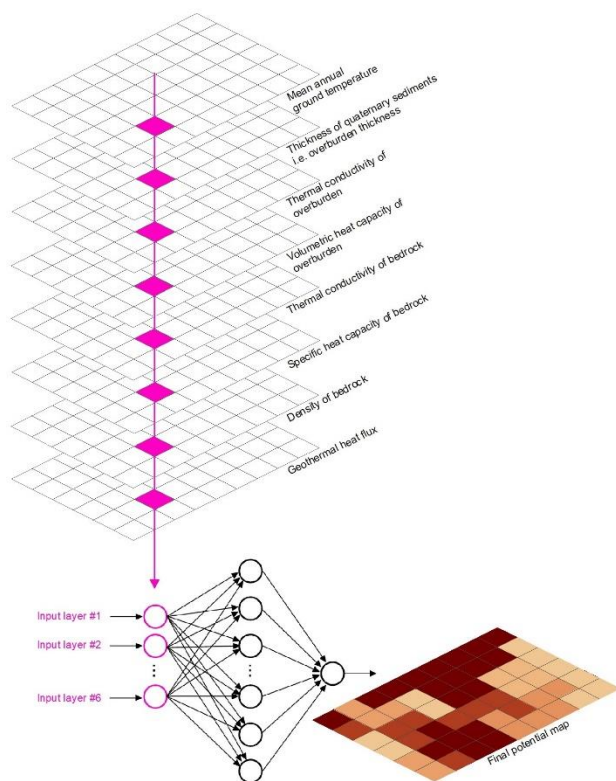 Mean annual
ground temperature
Thickness of quaternary sediments
i.e. overburden thickness
Thermal conductivity of
overburden
Volumetric heat capacity of
overburden
Thermal conductivity of bedrock
Specific heat capacity of bedrock
Density of bedrock
Geothermal heat flux
Input layer #1
Input layer #2
Input layer #6
Final potential map